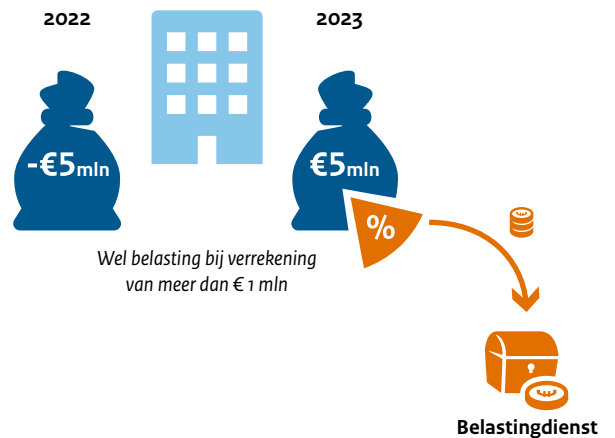 2022
2023
-€5mln
€5mln
%
Wel belasting bij verrekening
van meer dan € 1 mln
Belastingdienst